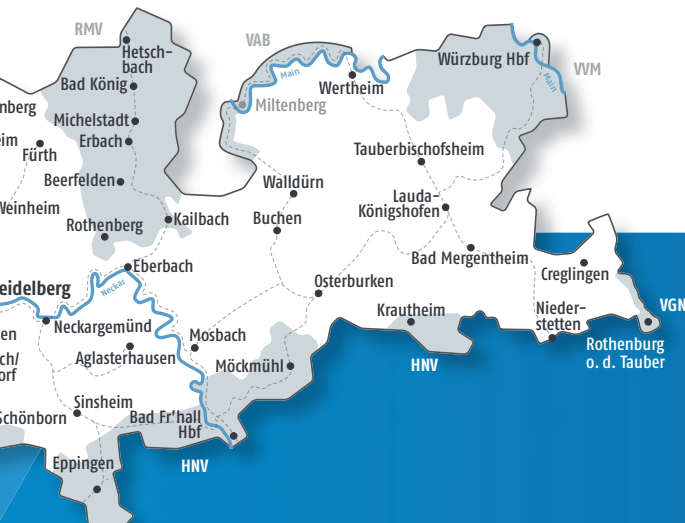 RMV
Hetsch-
bach
VAB
Würzburg Hbf
VVM
Main
Main
Bad König
Wertheim
Miltenberg
nberg
Michelstadt
eim
Erbach
Fürth
Tauberbischofsheim
Beerfelden
Walldürn
Weinheim
Lauda-
Königshofen
Rothenberg
Kailbach
Buchen
Bad Mergentheim
Eberbach
Creglingen
eidelberg
Neckar
Osterburken
VGN
Krautheim
Nieder-
stetten
Neckargemünd
en
Mosbach
Rothenburg
o. d. Tauber
Aglasterhausen
ch/
orf
Möckmühl
HNV
Sinsheim
Schönborn
Bad Fr'hall
Hbf
Eppingen
HNV